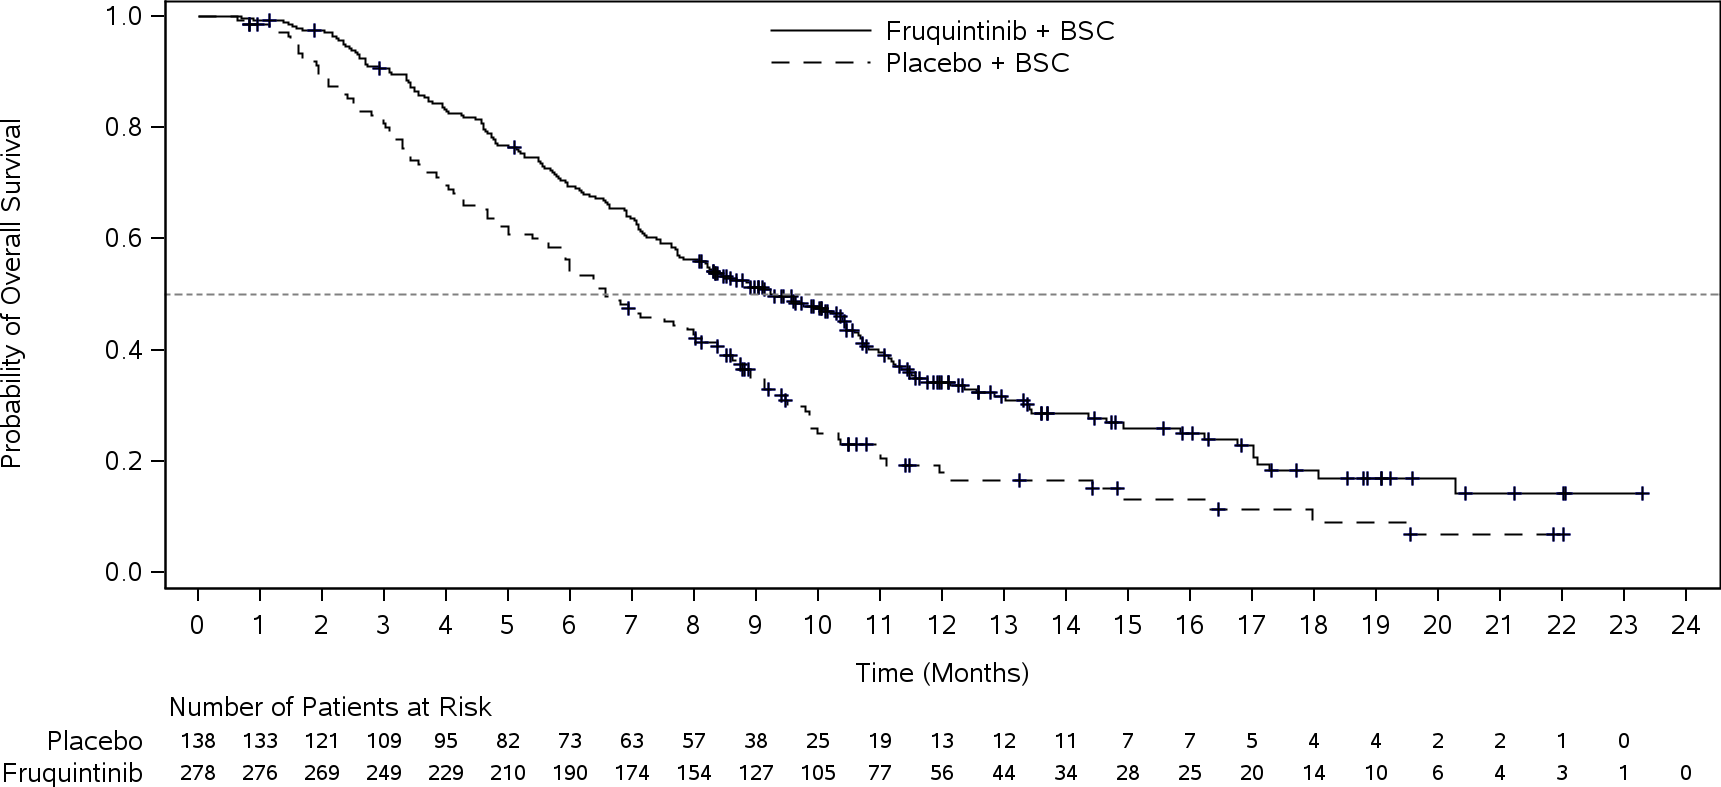 Fruquintinib + BSC
Placebo + BSC
Probability of Overall Survival
1.0
0.8
0.6
0.4
0.2
0.0
0 1 2 3 4 5 6 7 8 9 10 11 12 13 14 15 16 17 18 19 20 21 22 23 24
Time (Months)
Number of Patients at Risk
Placebo 138 133 121 109 95 82 73 63 57 38 25 19 13 12 11 7 7 5 4 4 2 2 1 0
Fruquintinib 278 276 269 249 229 210 190 174 154 127 105 77 56 44 34 28 25 20 14 10 6 4 3 1 0